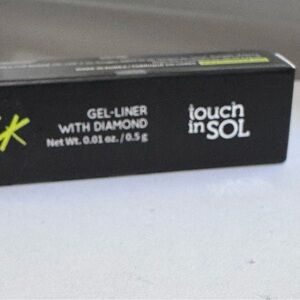 GEL-LINER
WITH DIAMOND
Net Wt. 0.01 oz. / 0.5 g
touch
in SOL